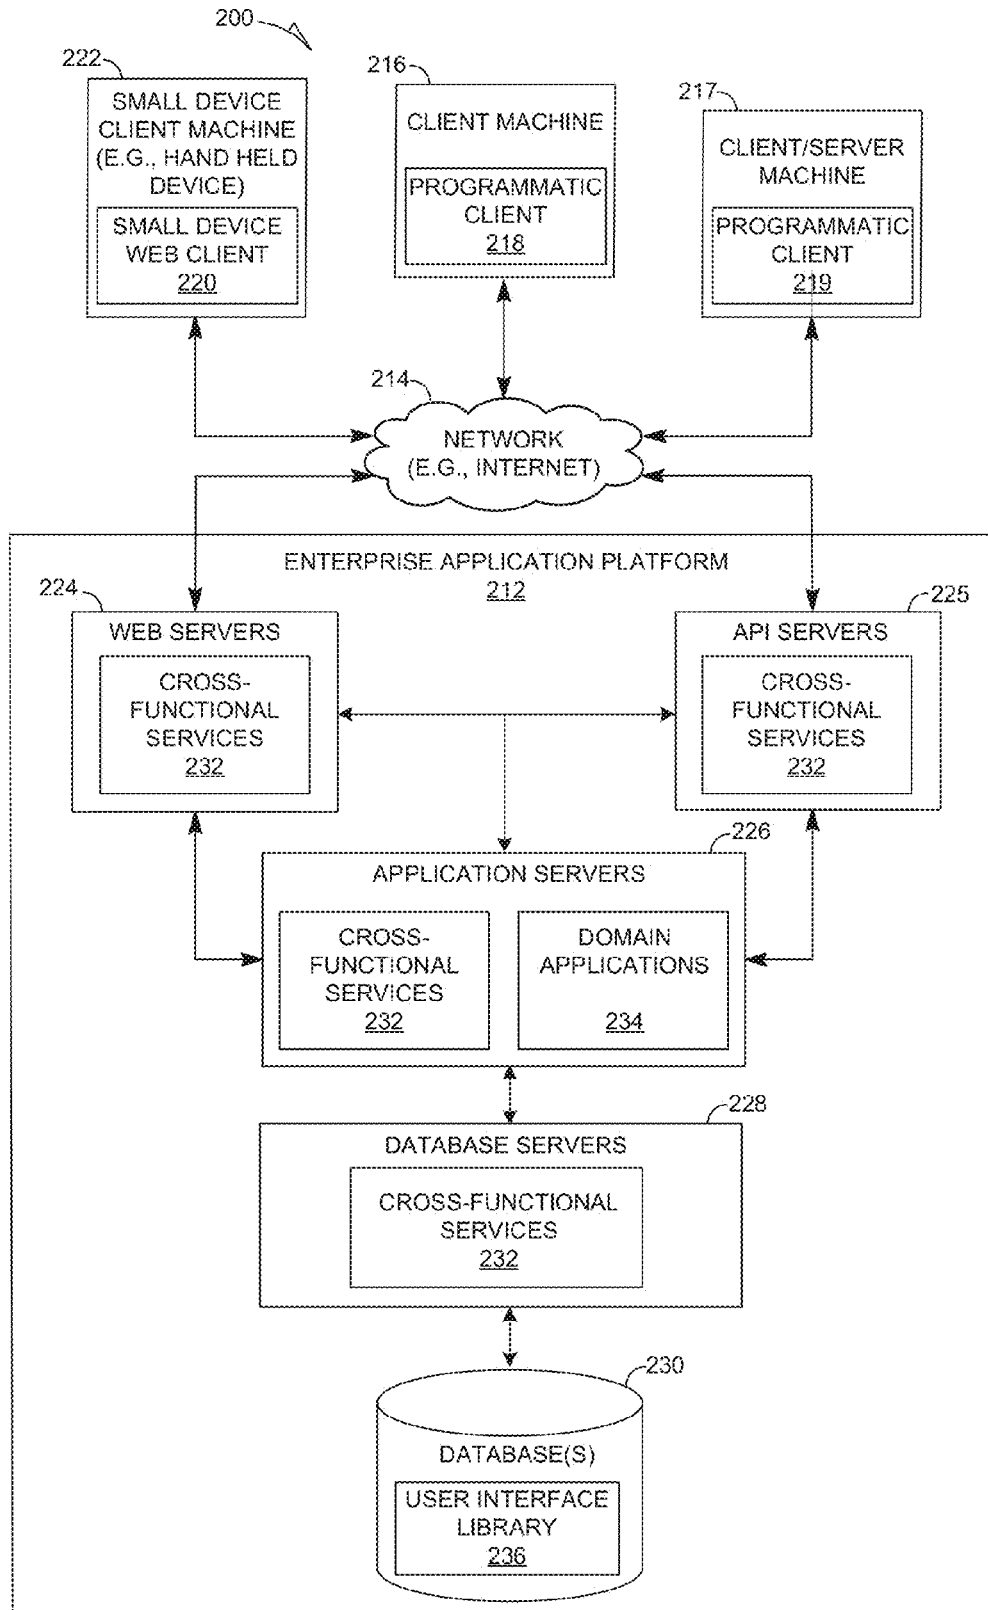 200
222
SMALL DEVICE
CLIENT MACHINE
(E.G., HAND HELD
DEVICE)
SMALL DEVICE
WEB CLIENT
220
216
CLIENT MACHINE
PROGRAMMATIC
CLIENT
218
217
CLIENT/SERVER
MACHINE
PROGRAMMATIC
CLIENT
219
214
NETWORK
(E.G., INTERNET)
ENTERPRISE APPLICATION PLATFORM
212
224
WEB SERVERS
CROSS-
FUNCTIONAL
SERVICES
232
225
API SERVERS
CROSS-
FUNCTIONAL
SERVICES
232
226
APPLICATION SERVERS
CROSS-
FUNCTIONAL
SERVICES
232
DOMAIN
APPLICATIONS
234
228
DATABASE SERVERS
CROSS-FUNCTIONAL
SERVICES
232
230
DATABASE(S)
USER INTERFACE
LIBRARY
236